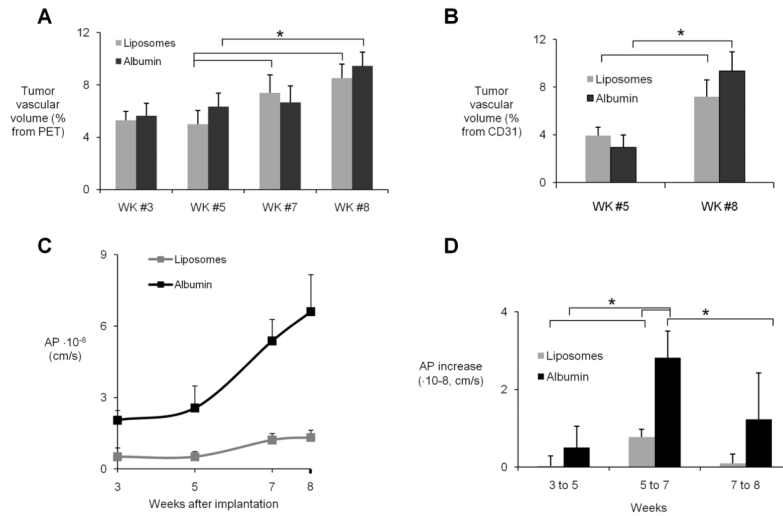 A
Liposomes
Albumin
*
12
8
4
0
Tumor
vascular
volume (%
from PET)
WK #3
WK #5
WK #7
WK #8
B
Liposomes
Albumin
*
12
8
4
0
Tumor
vascular
volume (%
from CD31)
WK #5
WK #8
C
Liposomes
Albumin
9
6
3
0
AP ·10-8
(cm/s)
3
5
7
8
Weeks after implantation
D
*
*
Liposomes
Albumin
4
2
0
AP increase
(·10-8, cm/s)
3 to 5
5 to 7
7 to 8
Weeks